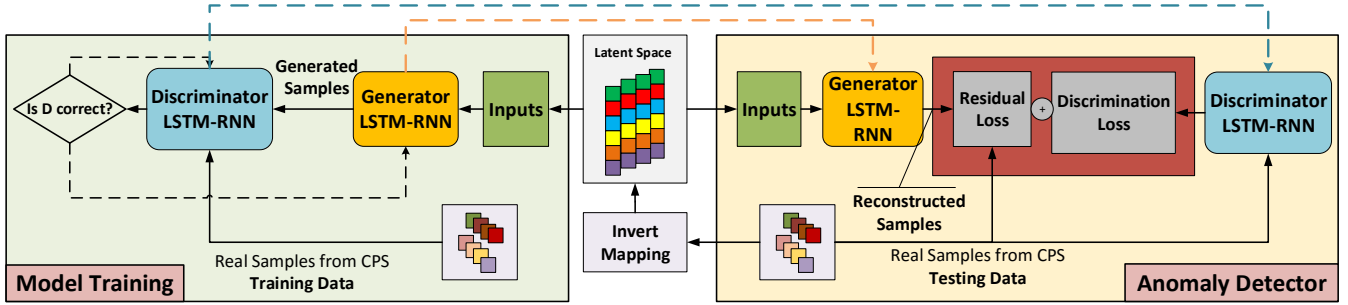 Is D correct?
Discriminator
LSTM-RNN
Generated
Samples
Generator
LSTM-RNN
Inputs
Real Samples from CPS
Training Data
Model Training
Latent Space
Invert
Mapping
Inputs
Generator
LSTM-
RNN
Reconstructed
Samples
Residual
Loss
+
Discrimination
Loss
Discriminator
LSTM-RNN
Real Samples from CPS
Testing Data
Anomaly Detector